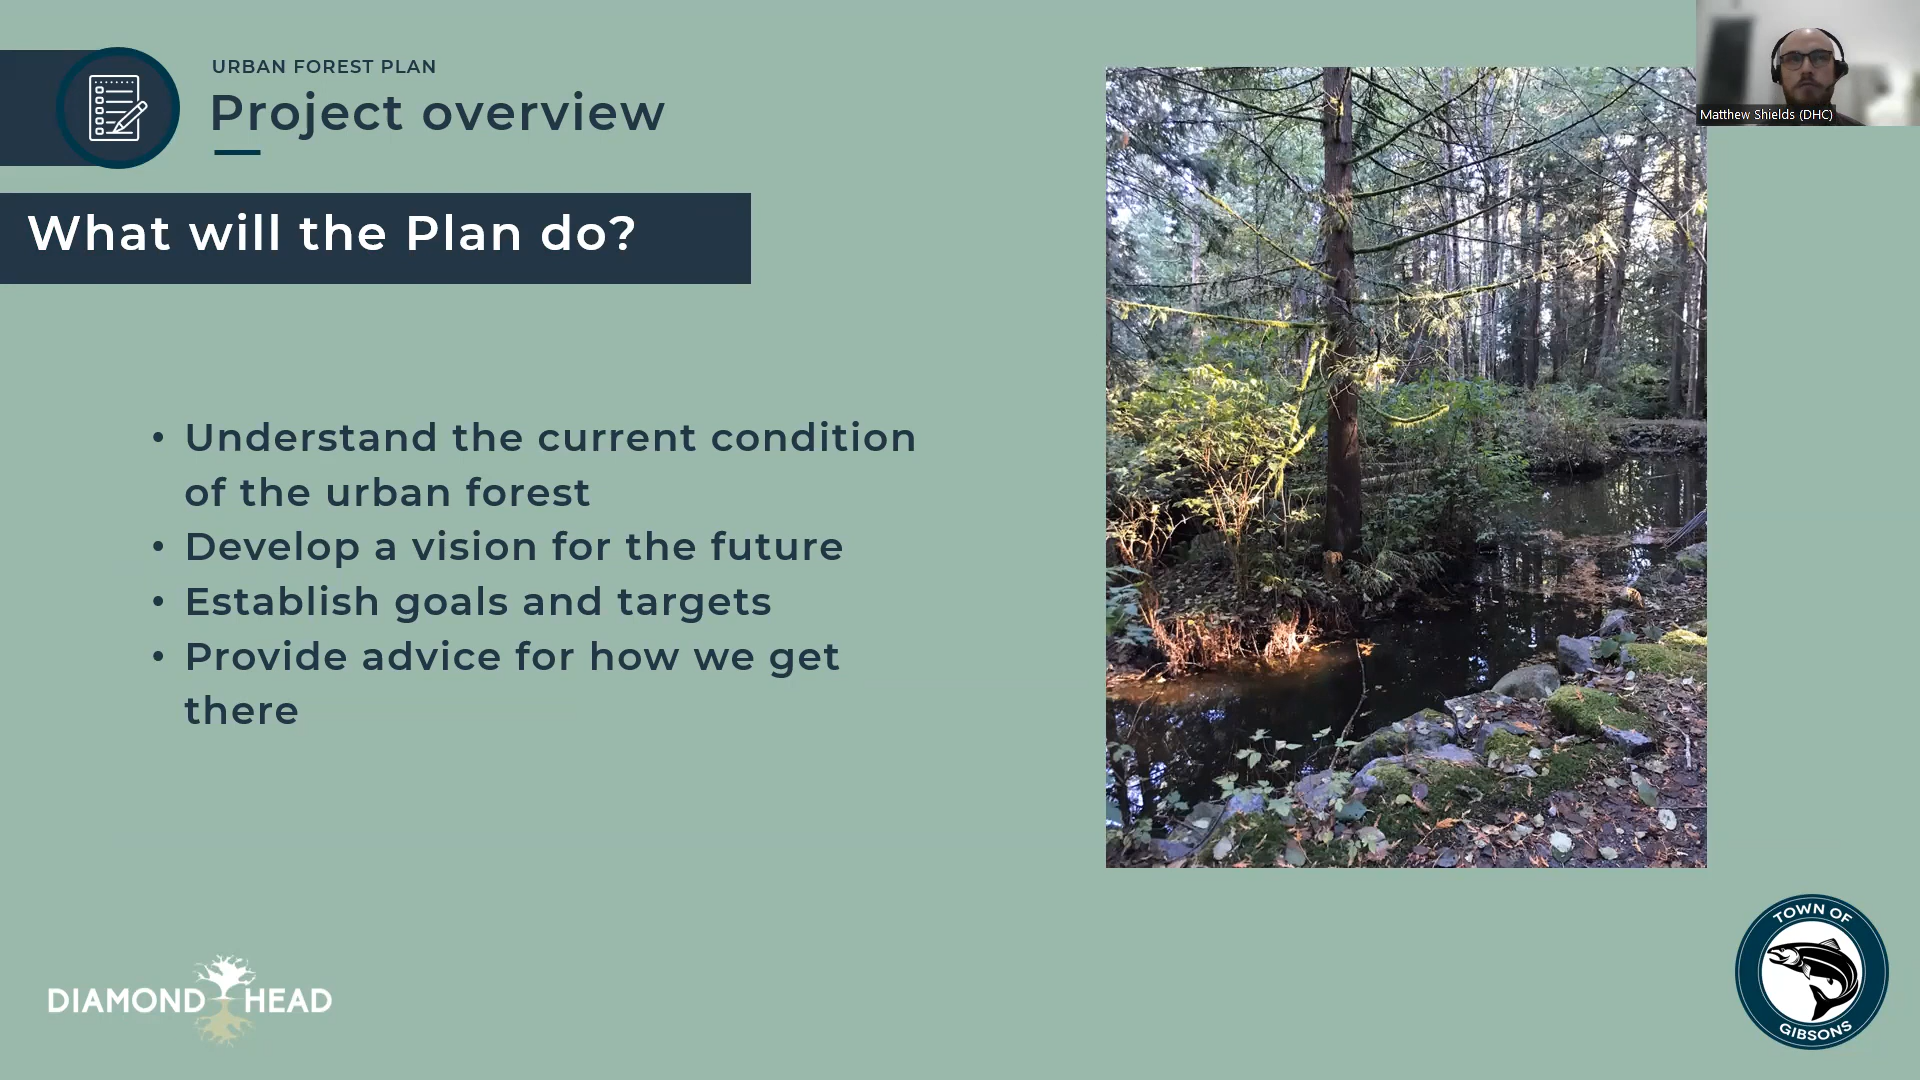 URBAN FOREST PLAN
Project overview
Matthew Shields (DHC)
What will the Plan do?
• Understand the current condition
of the urban forest
• Develop a vision for the future
• Establish goals and targets
• Provide advice for how we get
there
DIAMOND HEAD
TOWN OF
GIBSONS